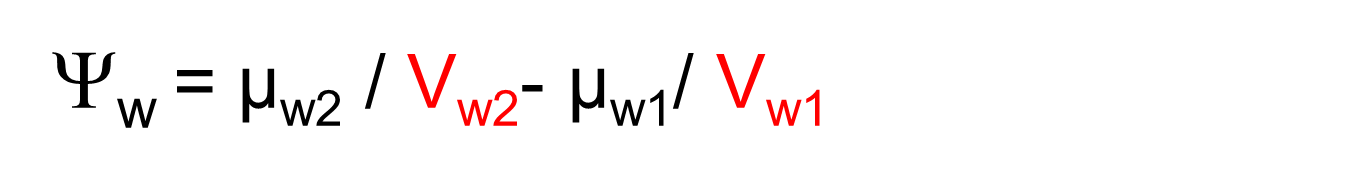 Ψw = µw2 / Vw2- µw1/ Vw1